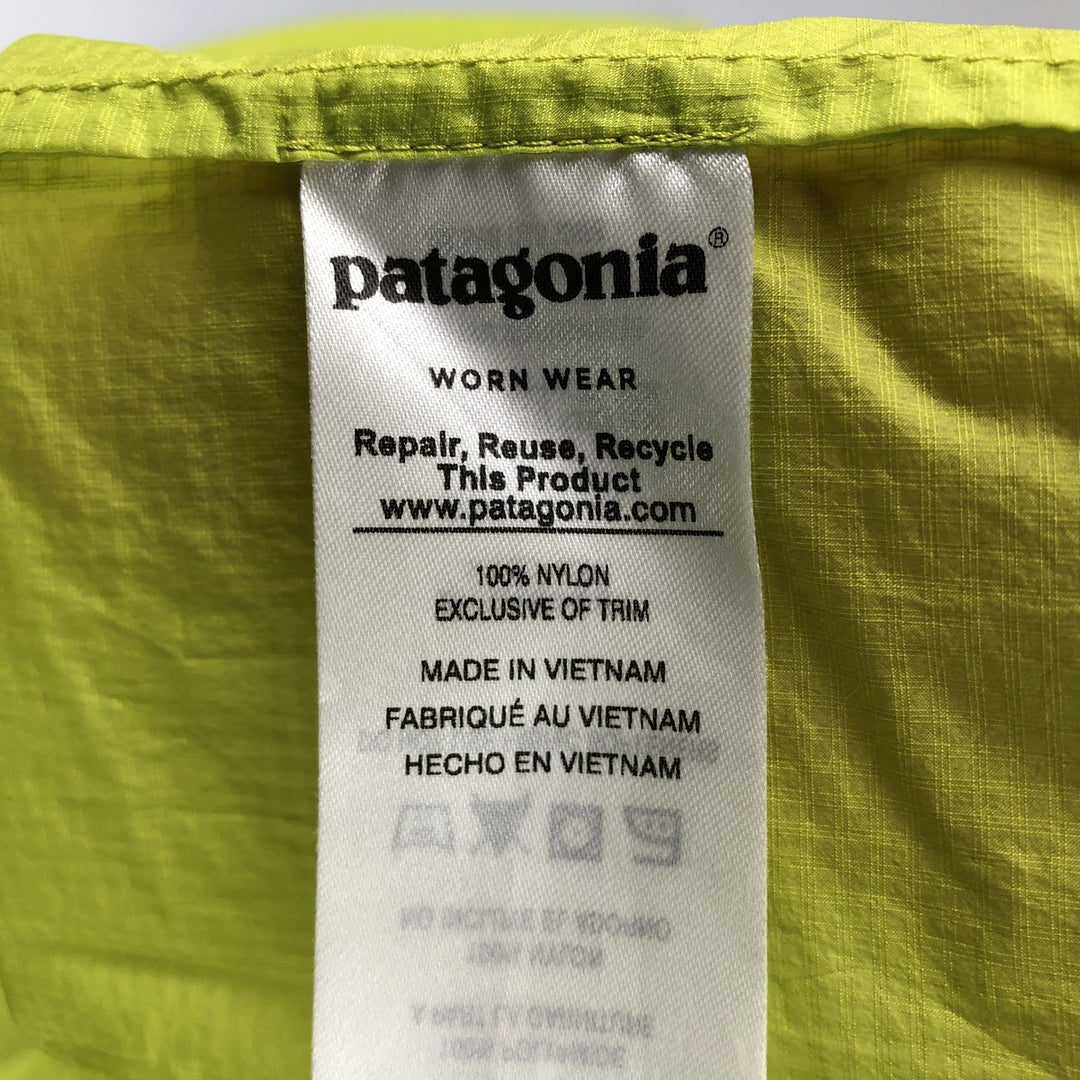 patagonia®
WORN WEAR
Repair, Reuse, Recycle
This Product
www.patagonia.com
100% NYLON
EXCLUSIVE OF TRIM
MADE IN VIETNAM
FABRIQUÉ AU VIETNAM
HECHO EN VIETNAM